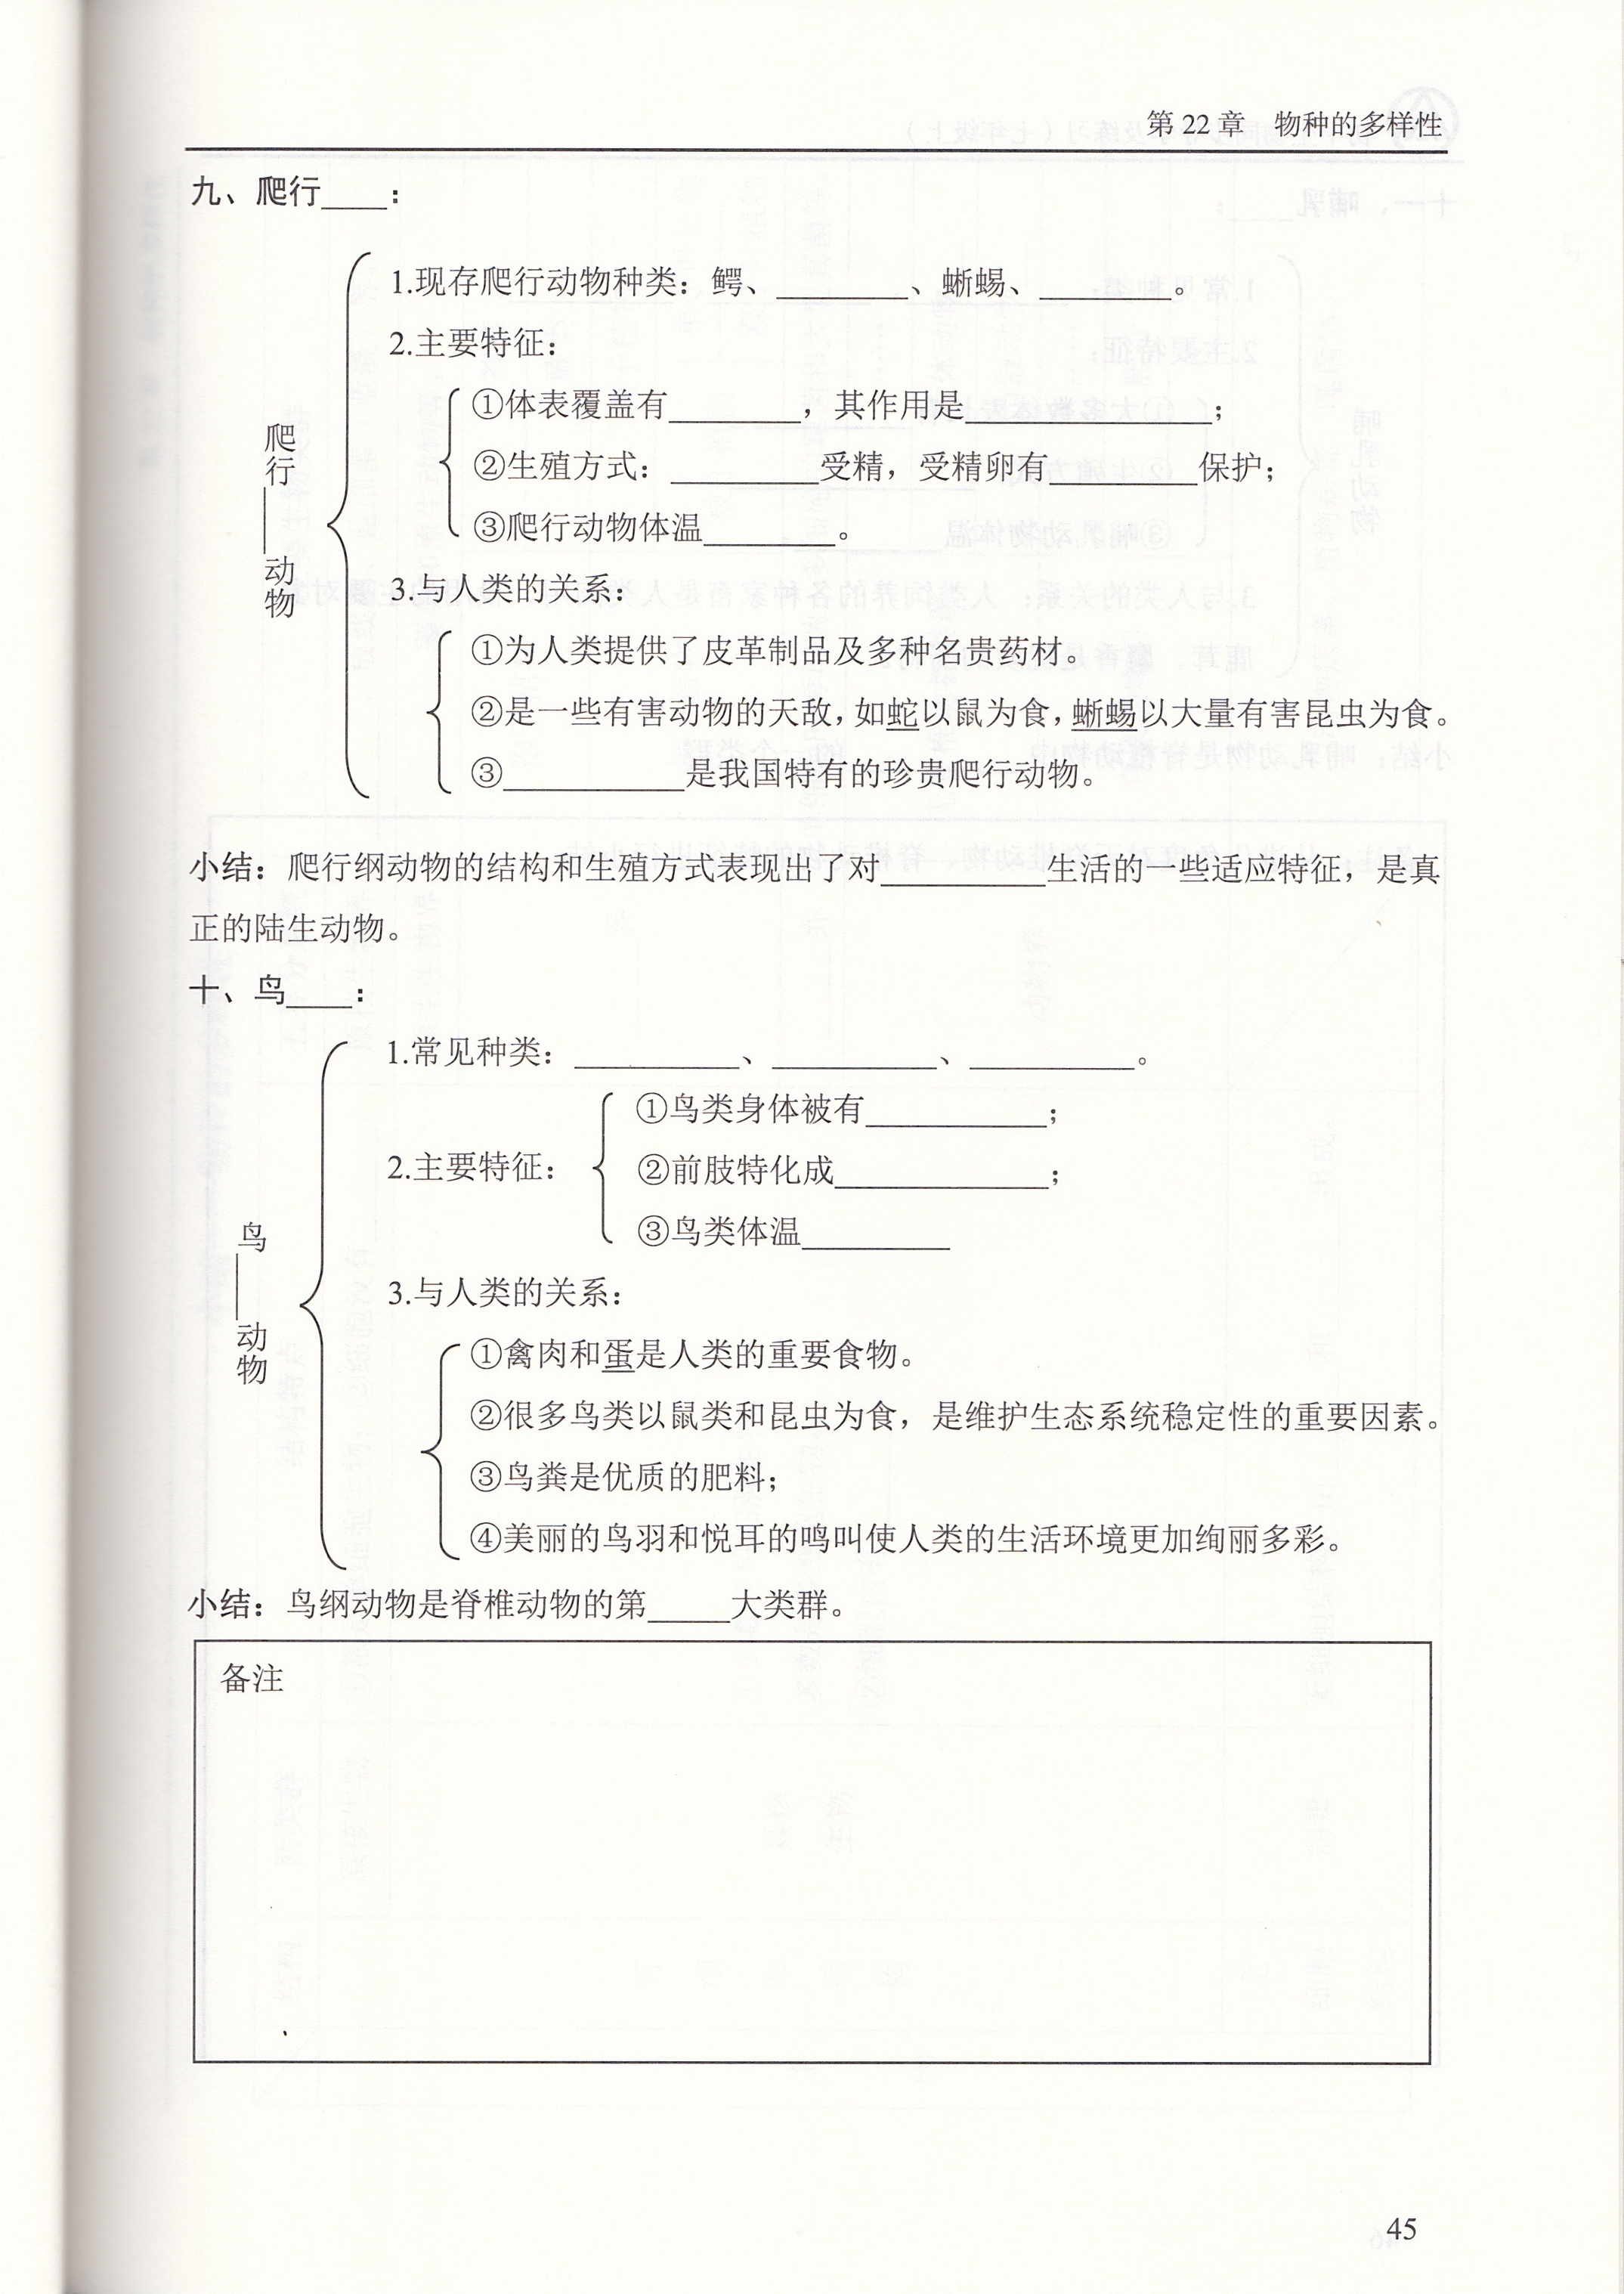 第 22 章　物种的多样性
九、爬行____：
爬行__动物
1.现存爬行动物种类：鳄、________、蜥蜴、________。
2.主要特征：
①体表覆盖有________，其作用是_______________；
②生殖方式：_________受精，受精卵有_________保护；
③爬行动物体温________。
3.与人类的关系：
①为人类提供了皮革制品及多种名贵药材。
②是一些有害动物的天敌，如蛇以鼠为食，蜥蜴以大量有害昆虫为食。
③___________是我国特有的珍贵爬行动物。
小结：爬行纲动物的结构和生殖方式表现出了对__________生活的一些适应特征，是真
正的陆生动物。
十、鸟____：
鸟__动物
1.常见种类：__________、__________、__________。
2.主要特征：
①鸟类身体被有___________；
②前肢特化成_____________；
③鸟类体温_________
3.与人类的关系：
①禽肉和蛋是人类的重要食物。
②很多鸟类以鼠类和昆虫为食，是维护生态系统稳定性的重要因素。
③鸟粪是优质的肥料；
④美丽的鸟羽和悦耳的鸣叫使人类的生活环境更加绚丽多彩。
小结：鸟纲动物是脊椎动物的第_____大类群。
备注
45